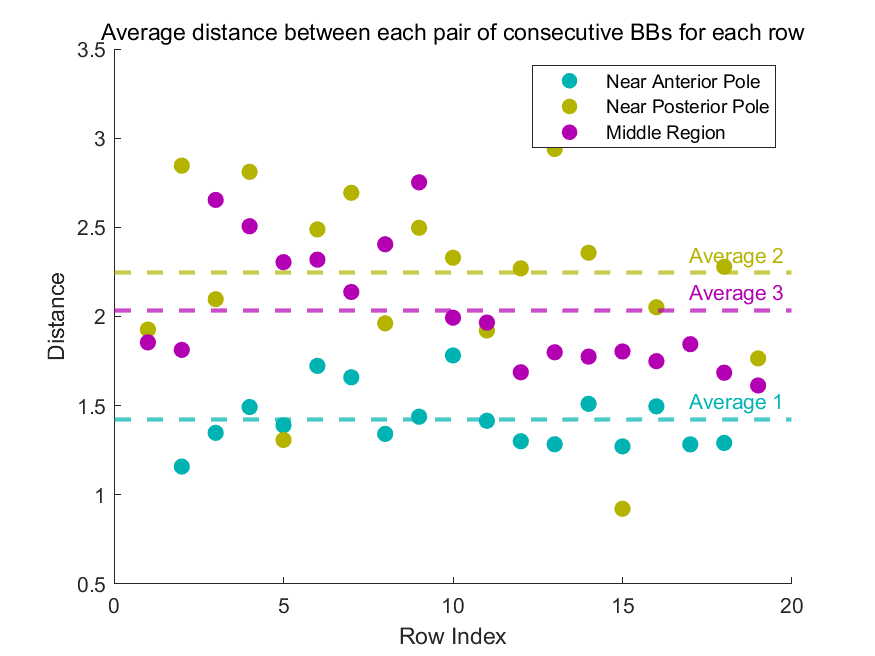 Average distance between each pair of consecutive BBs for each row
3.5
3
2.5
2
1.5
1
0.5
Distance
Near Anterior Pole
Near Posterior Pole
Middle Region
Average 2
Average 3
Average 1
0
5
10
15
20
Row Index